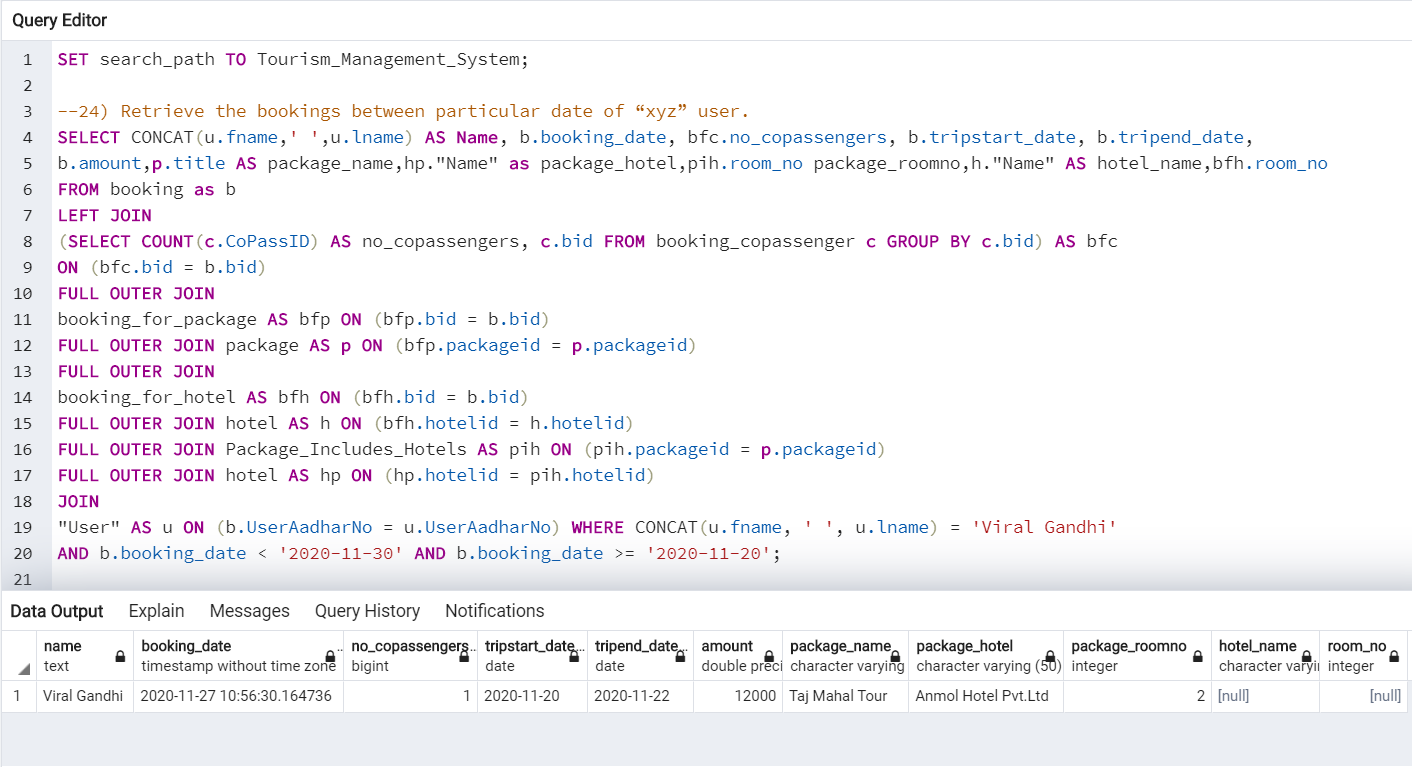 Query Editor
1 SET search_path TO Tourism_Management_System;
2
3 --24) Retrieve the bookings between particular date of “xyz” user.
4 SELECT CONCAT(u.fname,' ',u.lname) AS Name, b.booking_date, bfc.no_copassengers, b.tripstart_date, b.tripend_date,
5 b.amount,p.title AS package_name,hp."Name" as package_hotel,pih.room_no package_roomno,h."Name" AS hotel_name,bfh.room_no
6 FROM booking as b
7 LEFT JOIN
8 (SELECT COUNT(c.CoPassID) AS no_copassengers, c.bid FROM booking_copassenger c GROUP BY c.bid) AS bfc
9 ON (bfc.bid = b.bid)
10 FULL OUTER JOIN
11 booking_for_package AS bfp ON (bfp.bid = b.bid)
12 FULL OUTER JOIN package AS p ON (bfp.packageid = p.packageid)
13 FULL OUTER JOIN
14 booking_for_hotel AS bfh ON (bfh.bid = b.bid)
15 FULL OUTER JOIN hotel AS h ON (bfh.hotelid = h.hotelid)
16 FULL OUTER JOIN Package_Includes_Hotels AS pih ON (pih.packageid = p.packageid)
17 FULL OUTER JOIN hotel AS hp ON (hp.hotelid = pih.hotelid)
18 JOIN
19 "User" AS u ON (b.UserAadharNo = u.UserAadharNo) WHERE CONCAT(u.fname, ' ', u.lname) = 'Viral Gandhi'
20 AND b.booking_date < '2020-11-30' AND b.booking_date >= '2020-11-20';
21
Data Output Explain Messages Query History Notifications
name booking_date .. no_copassengers.. tripstart_date... tripend_date... amount package_name package_hotel package_roomno hotel_name room_no
text timestamp without time zone bigint date date double preci character varying character varying (50) integer character varyi integer
1 Viral Gandhi 2020-11-27 10:56:30.164736 1 2020-11-20 2020-11-22 12000 Taj Mahal Tour Anmol Hotel Pvt.Ltd 2 [null] [null]